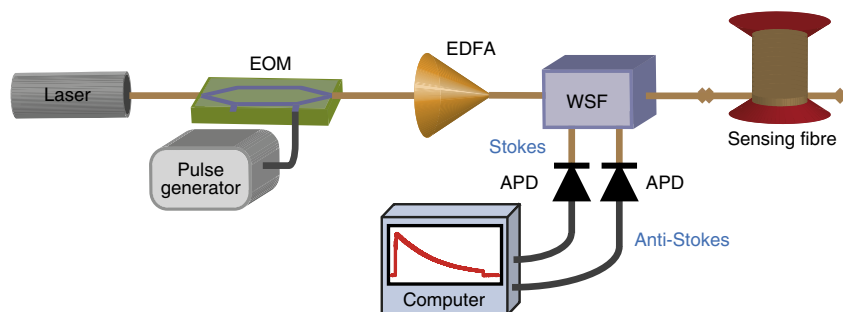 EDFA
EOM
Laser
WSF
Pulse
generator
Stokes
Sensing fibre
APD
APD
Anti-Stokes
Computer